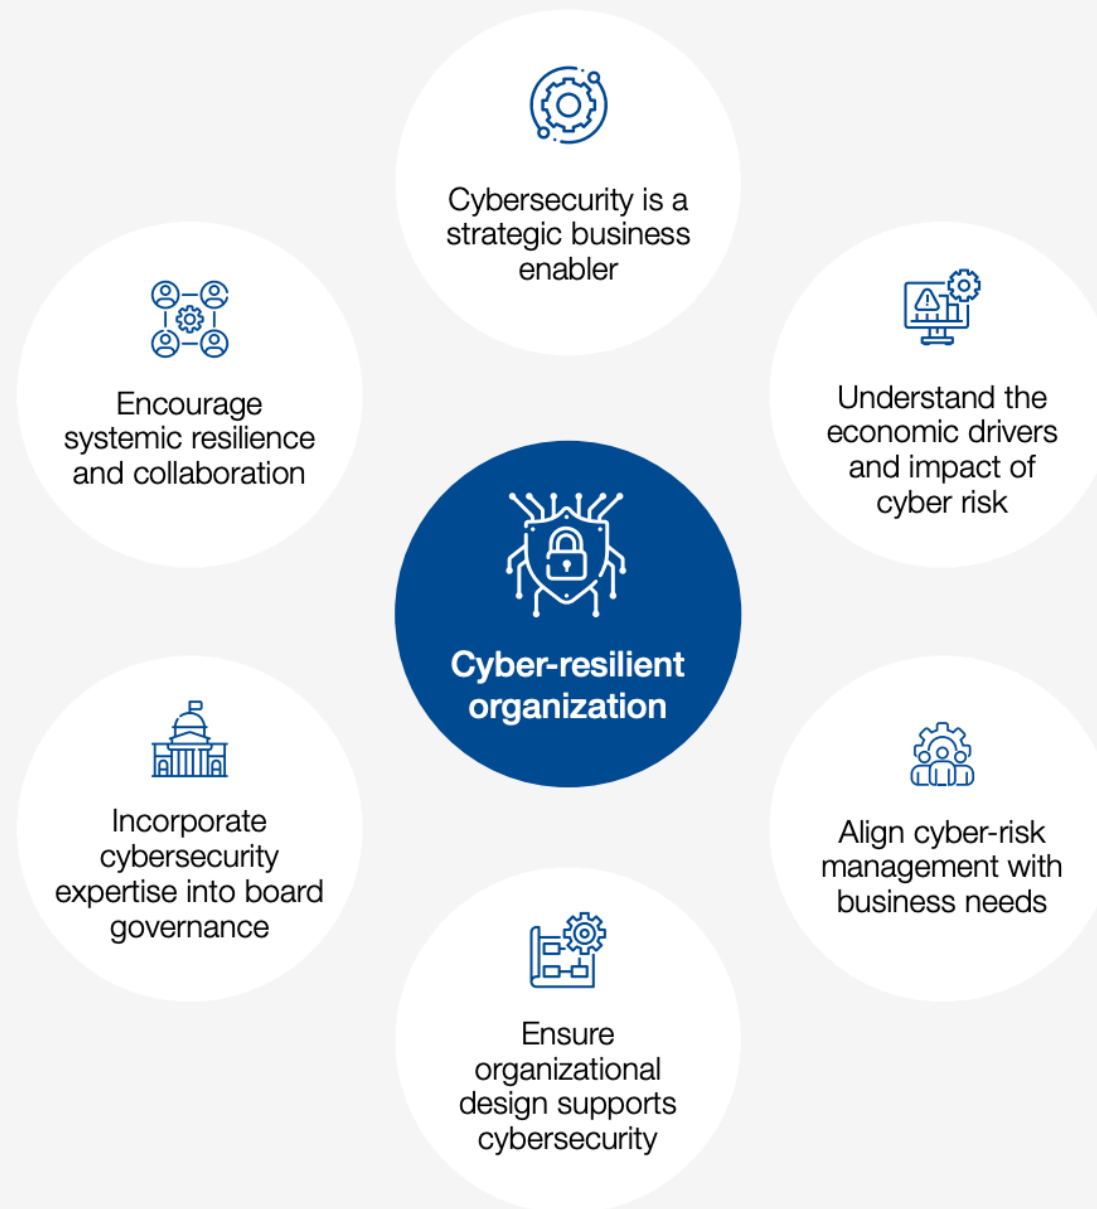 Cybersecurity is a
strategic business
enabler
Understand the
economic drivers
and impact of
cyber risk
Align cyber-risk
management with
business needs
Ensure
organizational
design supports
cybersecurity
Incorporate
cybersecurity
expertise into board
governance
Encourage
systemic resilience
and collaboration
Cyber-resilient
organization